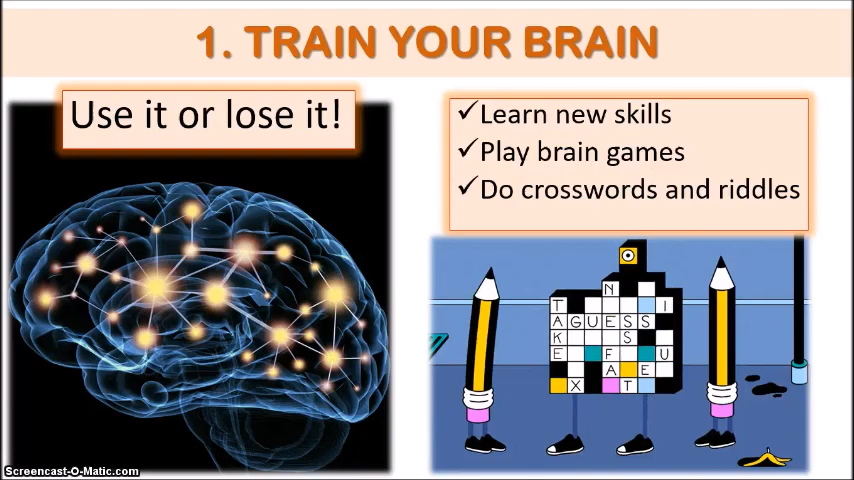 1. TRAIN YOUR BRAIN
Use it or lose it!
✓Learn new skills
✓Play brain games
✓Do crosswords and riddles
N
T I
AGUESS
K S
E F U
A E
X T
Screencast-O-Matic.com